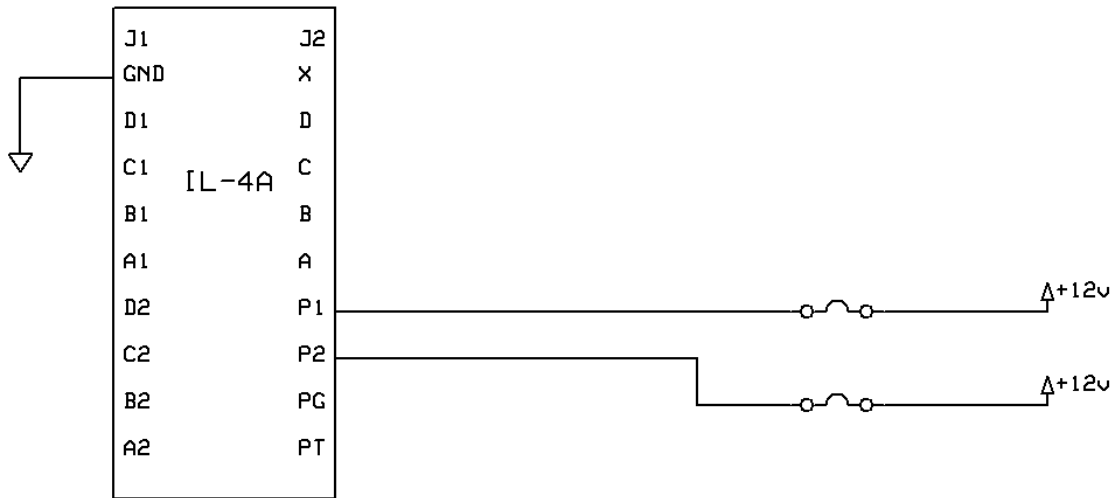 J1 J2
GND X
D1 D
C1 C
IL-4A
B1 B
A1 A
D2 P1
+12v
C2 P2
+12v
B2 PG
A2 PT